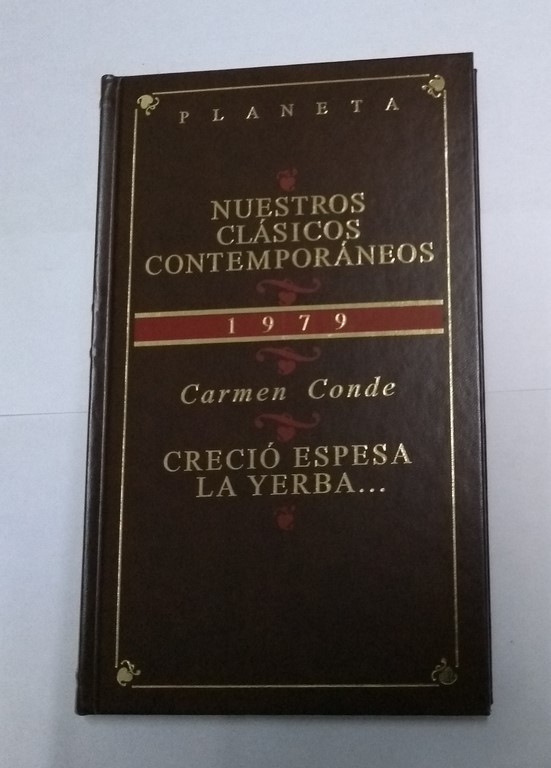 PLANETA
NUESTROS
CLÁSICOS
CONTEMPORÁNEOS
1979
Carmen Conde
CRECIÓ ESPESA
LA YERBA...